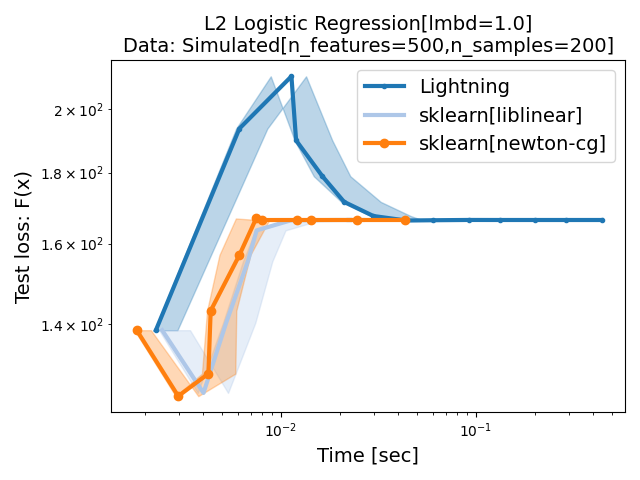 L2 Logistic Regression[lmbd=1.0]
Data: Simulated[n_features=500,n_samples=200]
Lightning
sklearn[liblinear]
sklearn[newton-cg]
Test loss: F(x)
2 × 10²
1.8 × 10²
1.6 × 10²
1.4 × 10²
10⁻²
10⁻¹
Time [sec]